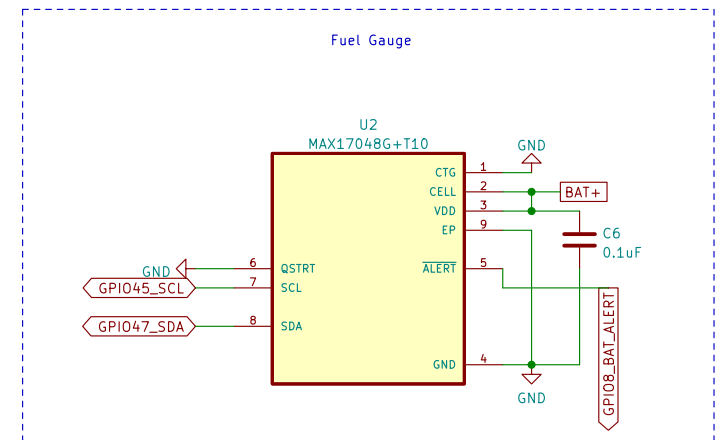 Fuel Gauge
U2
MAX17048G+T10
GND
CTG 1
CELL 2
BAT+
VDD 3
C6
EP 9
0.1uF
GND
6 QSTRT
ALERT 5
GPIO45_SCL
7 SCL
GPIO47_SDA
8 SDA
GPIO8_BAT_ALERT
GND 4
GND